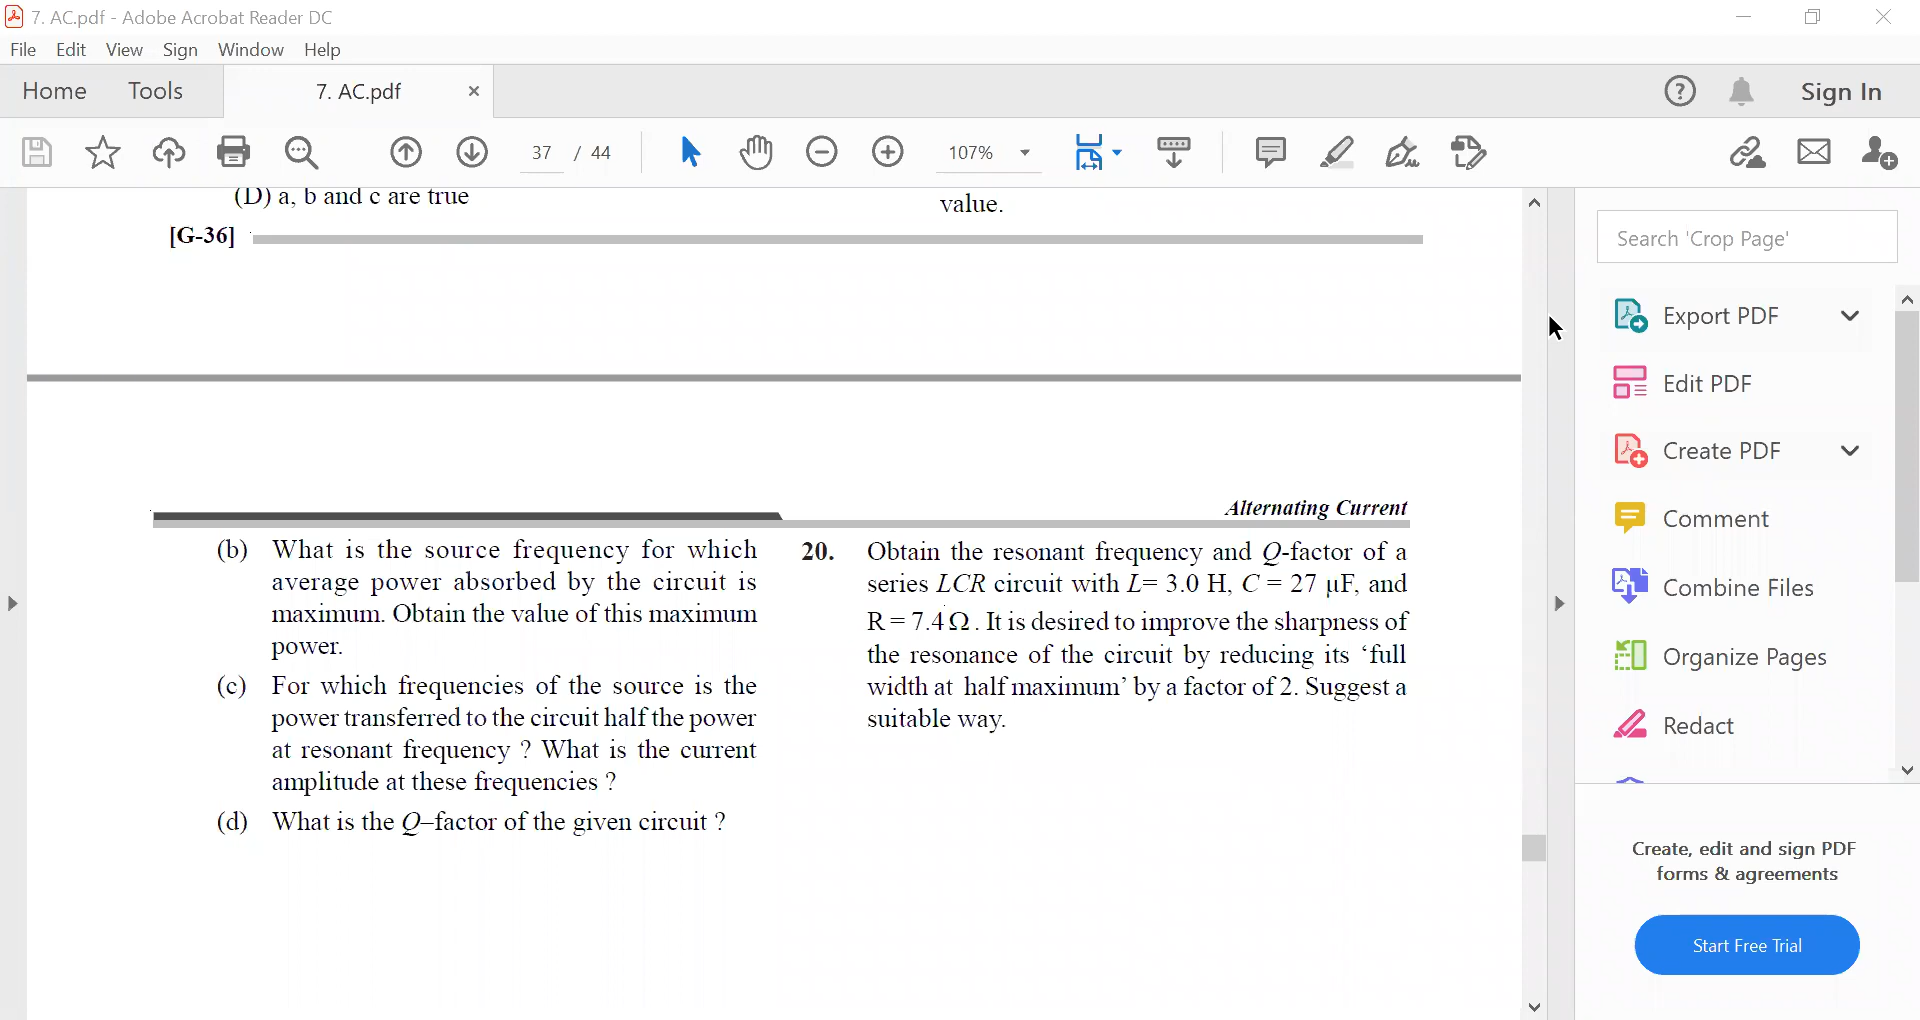 7. AC.pdf - Adobe Acrobat Reader DC
File Edit View Sign Window Help
Home Tools 7. AC.pdf × Sign In
37 / 44 107%
(D) a, b and c are true
value.
[G-36]
Alternating Current
(b) What is the source frequency for which
average power absorbed by the circuit is
maximum. Obtain the value of this maximum
power.
(c) For which frequencies of the source is the
power transferred to the circuit half the power
at resonant frequency ? What is the current
amplitude at these frequencies ?
(d) What is the Q–factor of the given circuit ?
20. Obtain the resonant frequency and Q-factor of a
series LCR circuit with L= 3.0 H, C = 27 μF, and
R = 7.4 Ω . It is desired to improve the sharpness of
the resonance of the circuit by reducing its ‘full
width at half maximum’ by a factor of 2. Suggest a
suitable way.
Search 'Crop Page'
Export PDF
Edit PDF
Create PDF
Comment
Combine Files
Organize Pages
Redact
Create, edit and sign PDF
forms & agreements
Start Free Trial